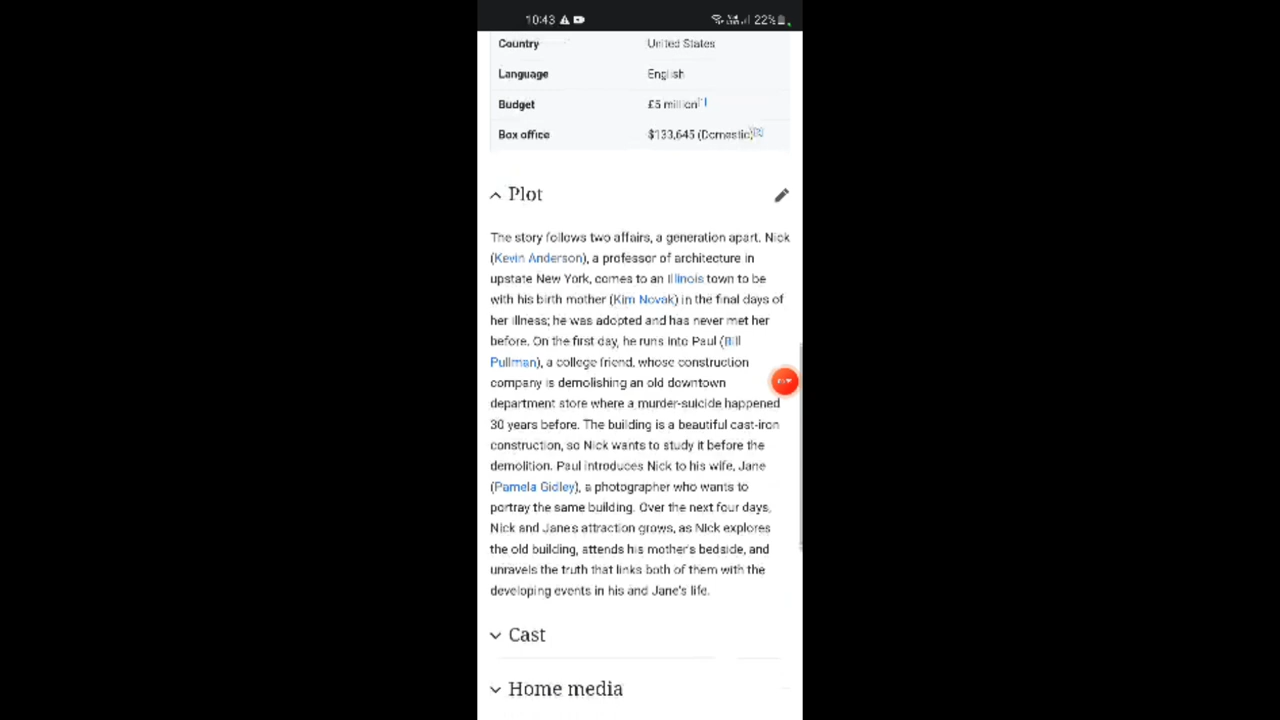 10:43 22%
Country United States
Language English
Budget £5 million[1]
Box office $133,645 (Domestic)[2]
Plot
The story follows two affairs, a generation apart. Nick
(Kevin Anderson), a professor of architecture in
upstate New York, comes to an Illinois town to be
with his birth mother (Kim Novak) in the final days of
her illness; he was adopted and has never met her
before. On the first day, he runs into Paul (Bill
Pullman), a college friend, whose construction
company is demolishing an old downtown
department store where a murder-suicide happened
30 years before. The building is a beautiful cast-iron
construction, so Nick wants to study it before the
demolition. Paul introduces Nick to his wife, Jane
(Pamela Gidley), a photographer who wants to
portray the same building. Over the next four days,
Nick and Jane's attraction grows, as Nick explores
the old building, attends his mother's bedside, and
unravels the truth that links both of them with the
developing events in his and Jane's life.
Cast
Home media